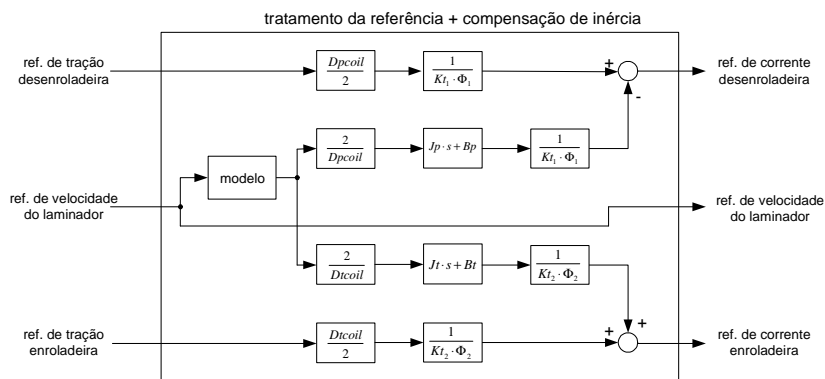 tratamento da referência + compensação de inércia
ref. de tração
desenroladeira
Dpcoil
2
1
Kt₁ · Φ₁
+
-
ref. de corrente
desenroladeira
2
Dpcoil
Jp · s + Bp
1
Kt₁ · Φ₁
modelo
ref. de velocidade
do laminador
ref. de velocidade
do laminador
2
Dtcoil
Jt · s + Bt
1
Kt₂ · Φ₂
ref. de tração
enroladeira
Dtcoil
2
1
Kt₂ · Φ₂
+
+
ref. de corrente
enroladeira